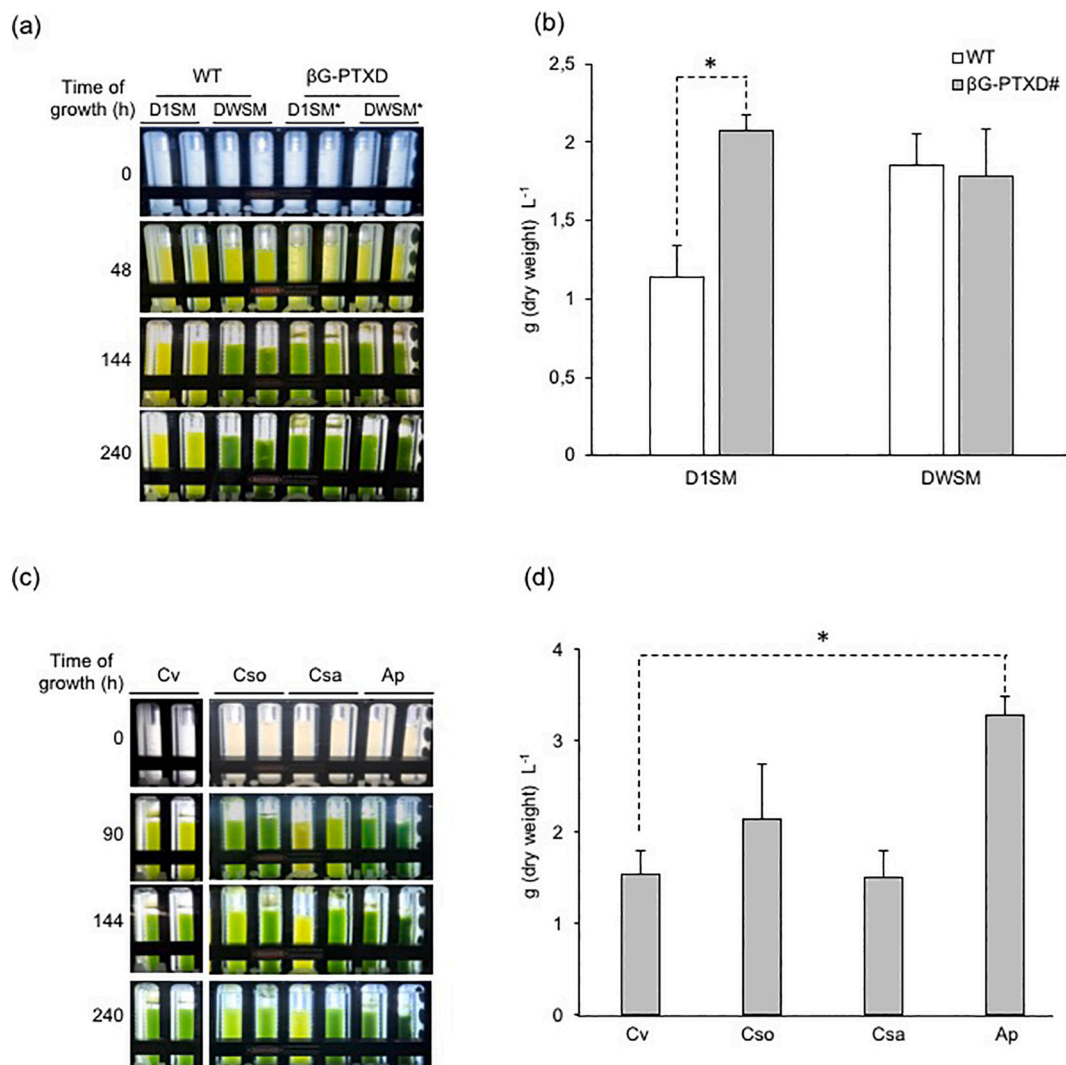 (a)
Time of
growth (h)
WT
βG-PTXD
D1SM
DWSM
D1SM*
DWSM*
0
48
144
240
(b)
WT
βG-PTXD#
*
g (dry weight) L⁻¹
2,5
2
1,5
1
0,5
0
D1SM
DWSM
(c)
Time of
growth (h)
Cv
Cso
Csa
Ap
0
90
144
240
(d)
*
g (dry weight) L⁻¹
4
3
2
1
0
Cv
Cso
Csa
Ap